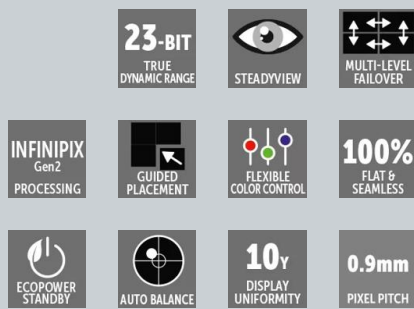 23-BIT
TRUE
DYNAMIC RANGE
STEADYVIEW
MULTI-LEVEL
FAILOVER
INFINIPIX
Gen2
PROCESSING
GUIDED
PLACEMENT
FLEXIBLE
COLOR CONTROL
100%
FLAT &
SEAMLESS
ECOPOWER
STANDBY
AUTO BALANCE
10Y
DISPLAY
UNIFORMITY
0.9mm
PIXEL PITCH